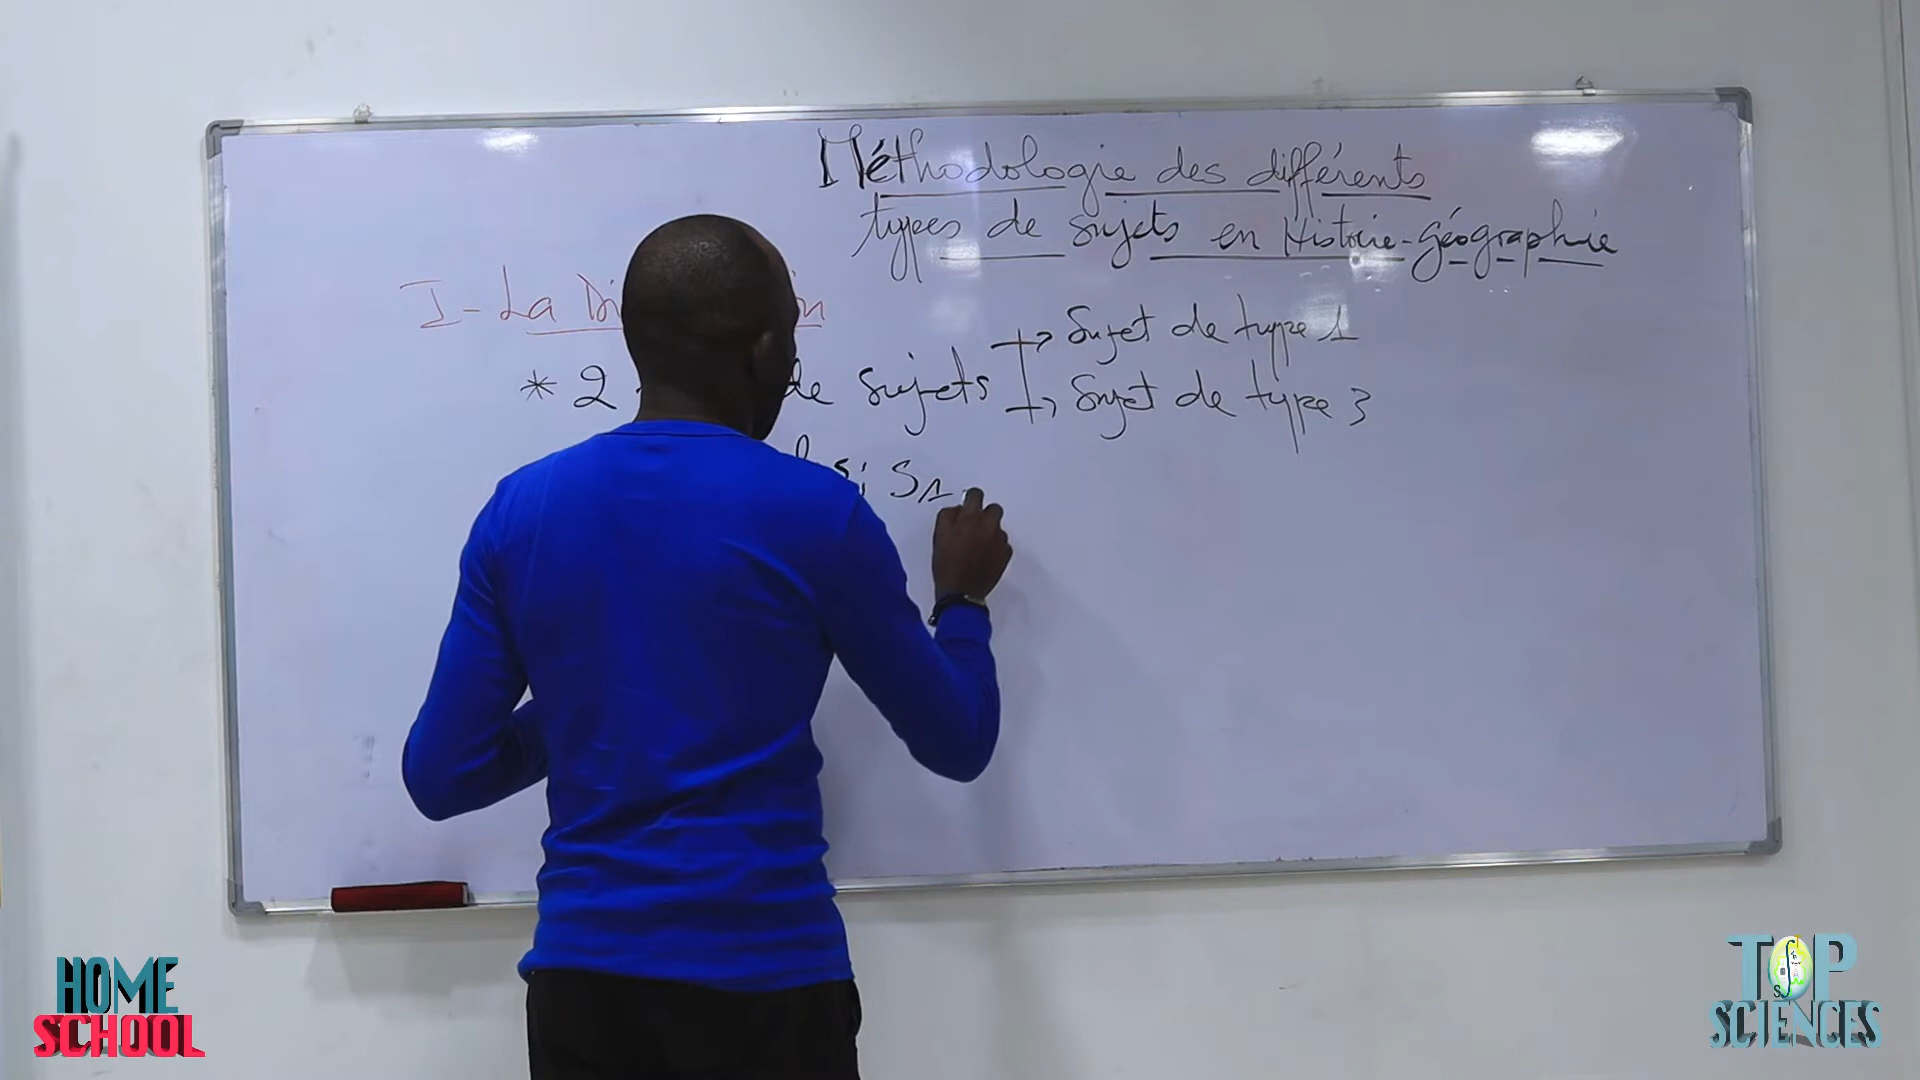 Méthodologie des différents
types de sujets en Histoire-Géographie
I - La
* 2 de sujets
Sujet de type 1
Sujet de type 3
si S1
HOME
SCHOOL
TOP
SCIENCES